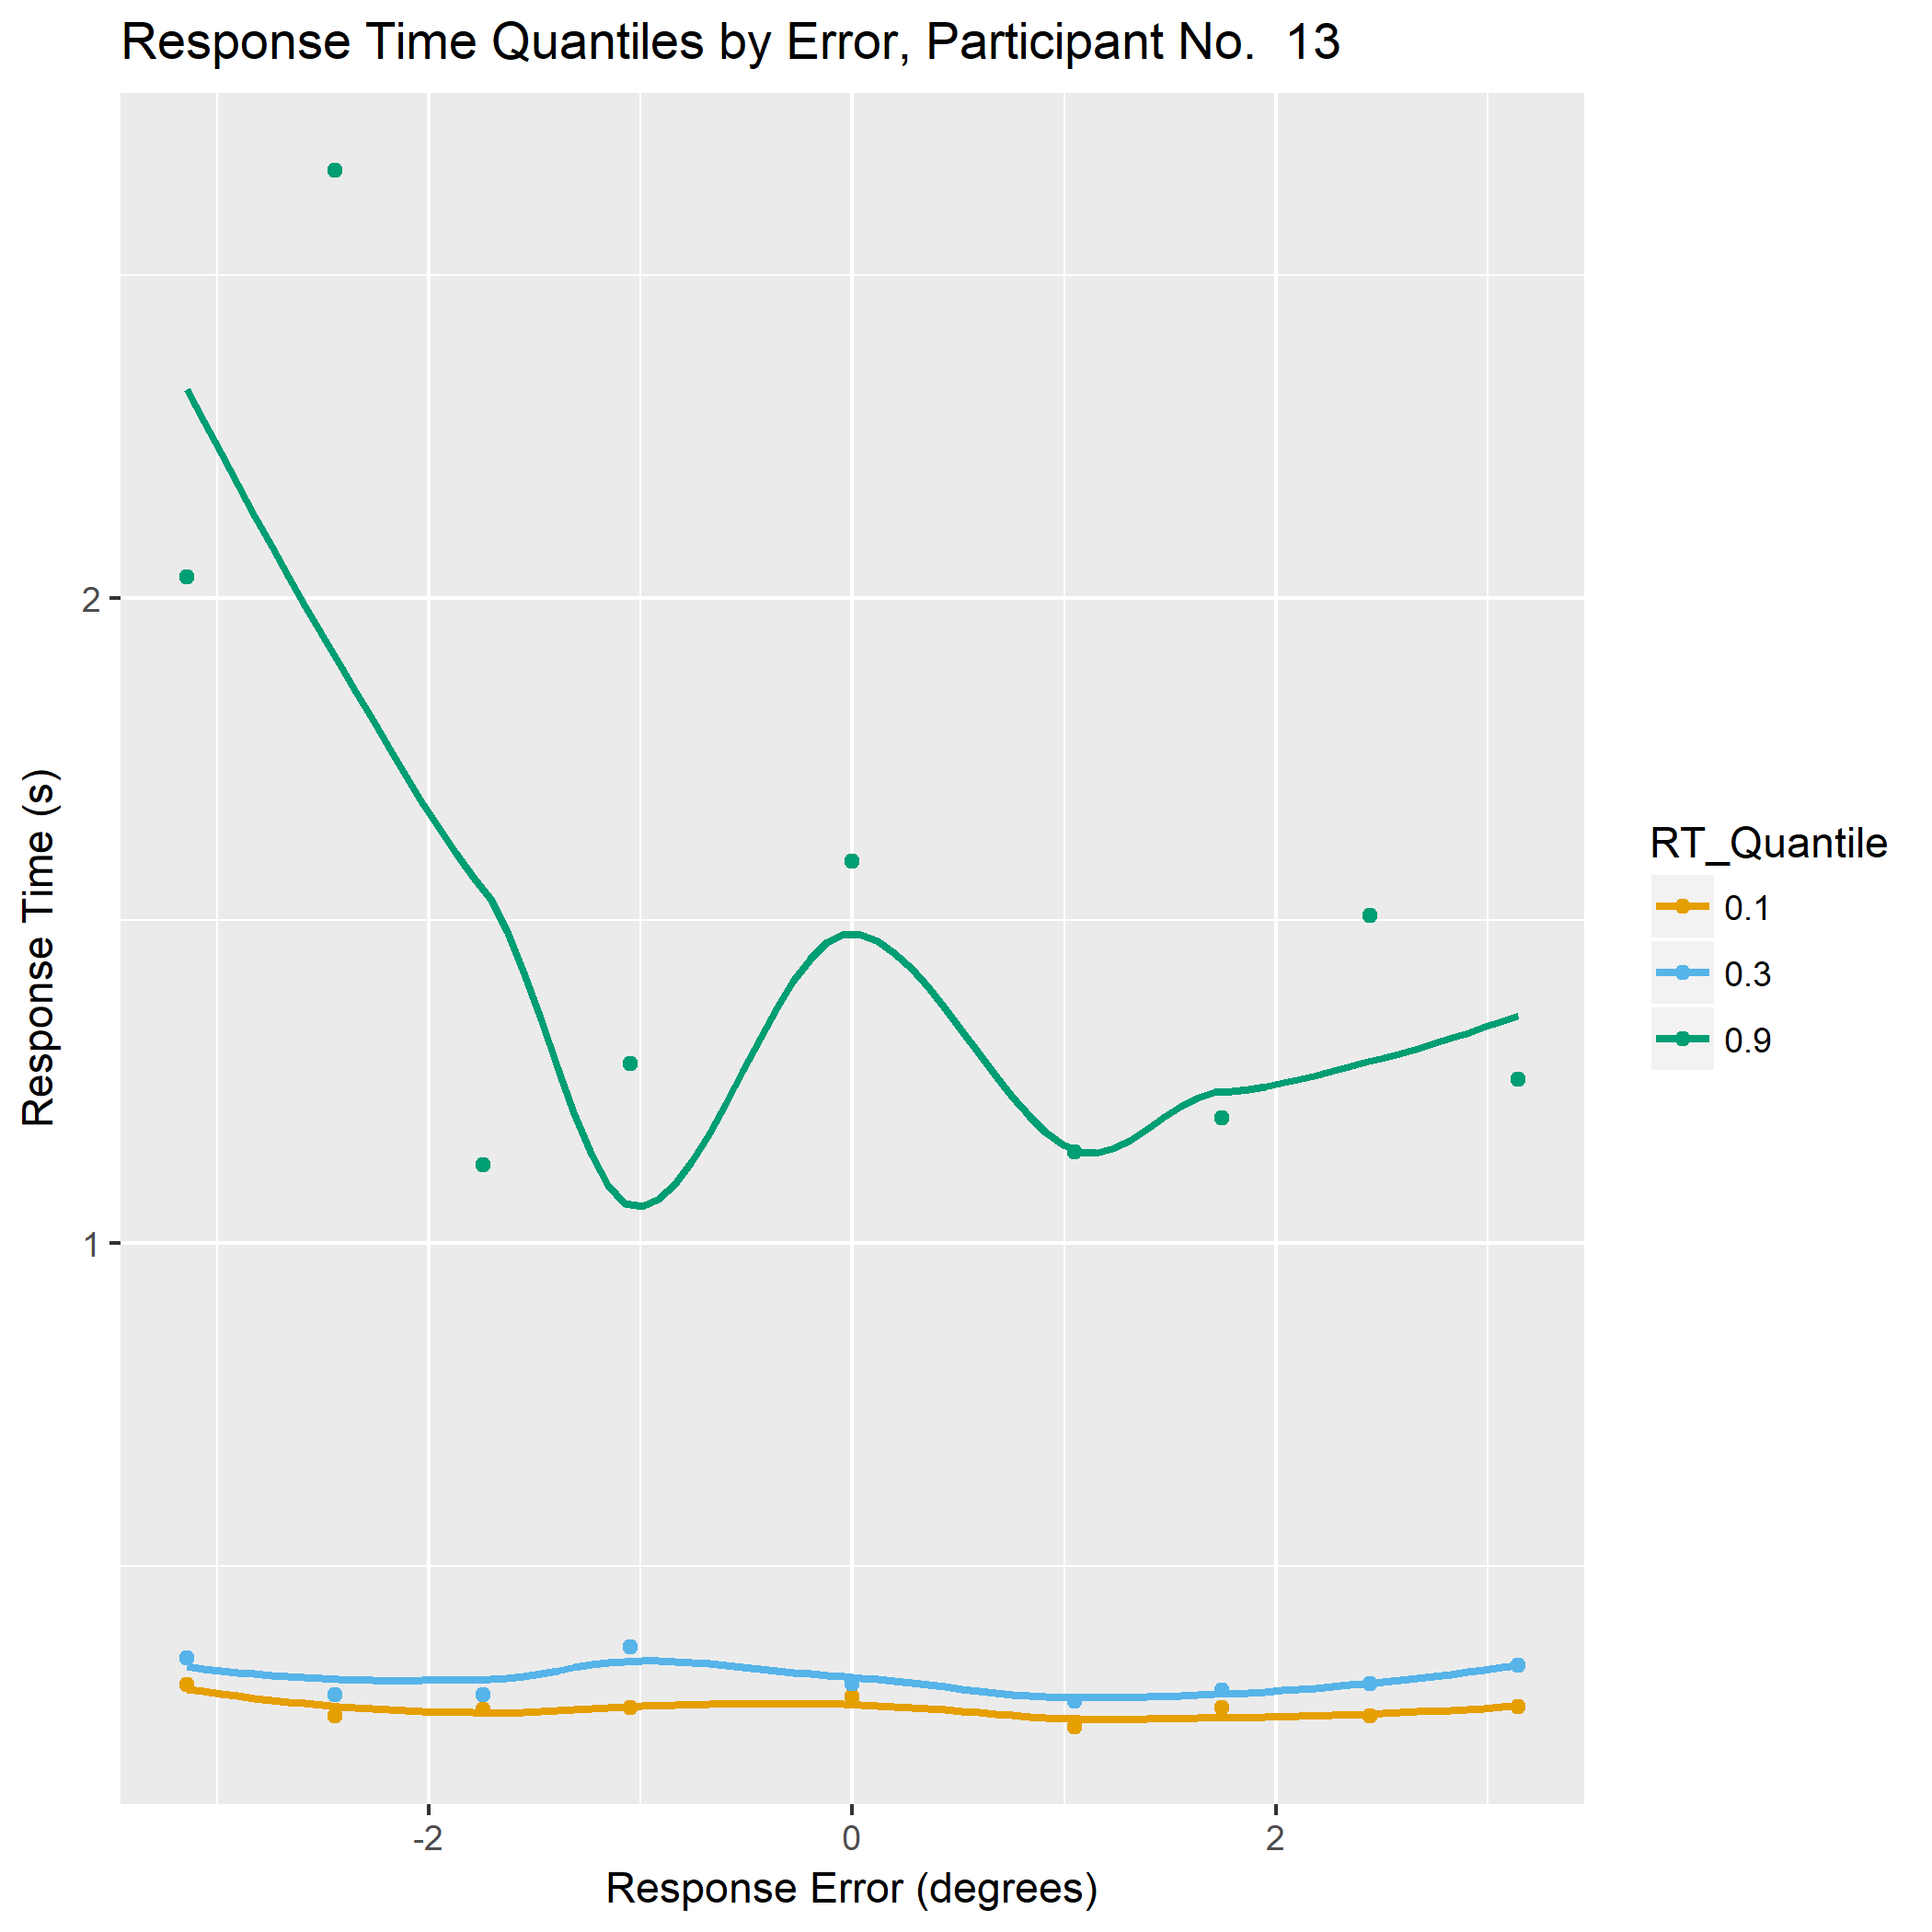 Response Time Quantiles by Error, Participant No.  13
Response Time (s)
2
1
-2
0
2
Response Error (degrees)
RT_Quantile
0.1
0.3
0.9